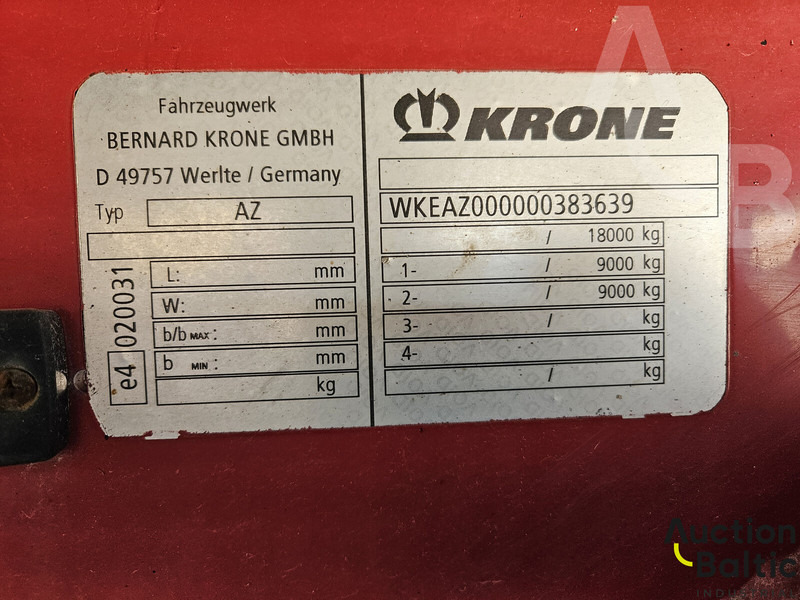 Fahrzeugwerk
BERNARD KRONE GMBH
D 49757 Werlte / Germany
Typ AZ
L: mm
W: mm
b/b MAX : mm
b MIN : mm
kg
e4 020031
KRONE
WKEAZ000000383639
/ 18000 kg
1- / 9000 kg
2- / 9000 kg
3- / kg
4- kg
/ kg
AB
Auction
Baltic